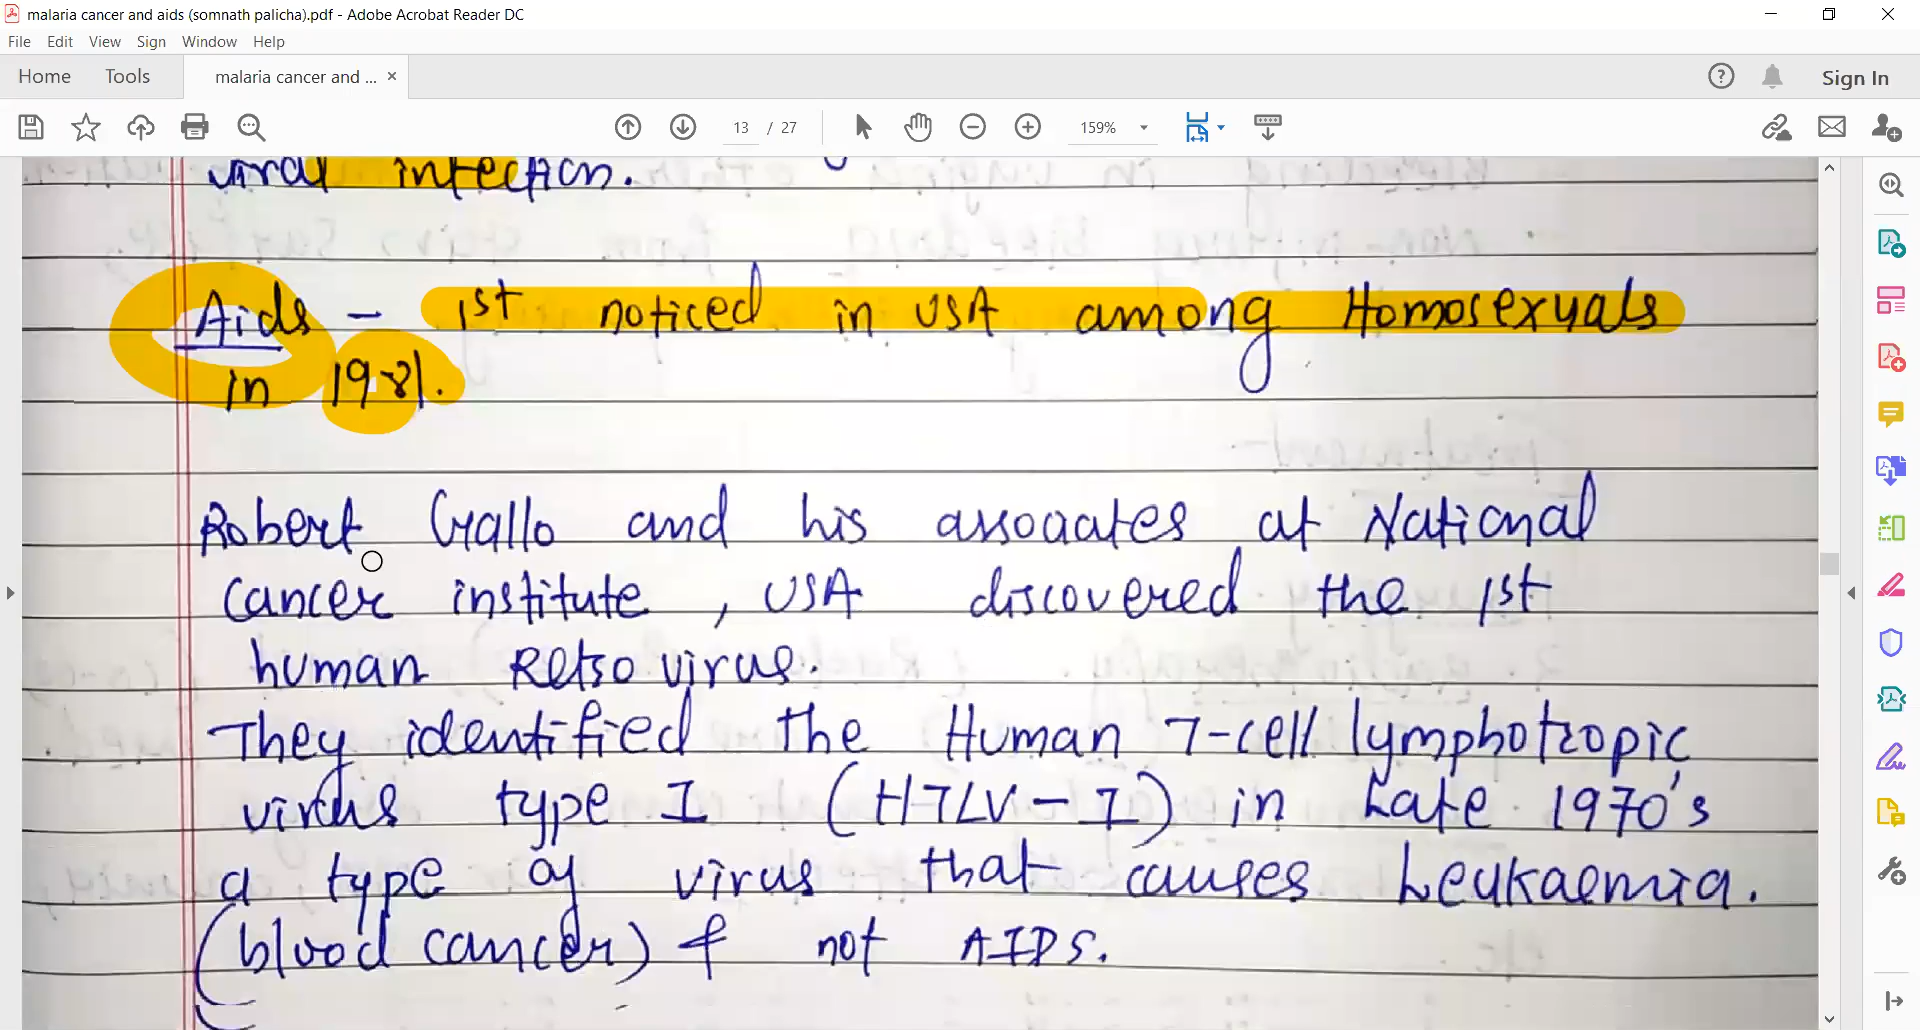 malaria cancer and aids (somnath palicha).pdf - Adobe Acrobat Reader DC
File Edit View Sign Window Help
Home Tools malaria cancer and ... × Sign In
13 / 27 159%
viral infection.
Aids - 1st noticed in USA among Homosexuals
in 1981.
Robert Gallo and his associates at National
Cancer institute, USA discovered the 1st
human Retro virus.
They identified the Human T-cell lymphotropic
virus type I (HTLV-I) in Late 1970's
a type of virus that causes Leukaemia.
(blood cancer) & not AIDS.